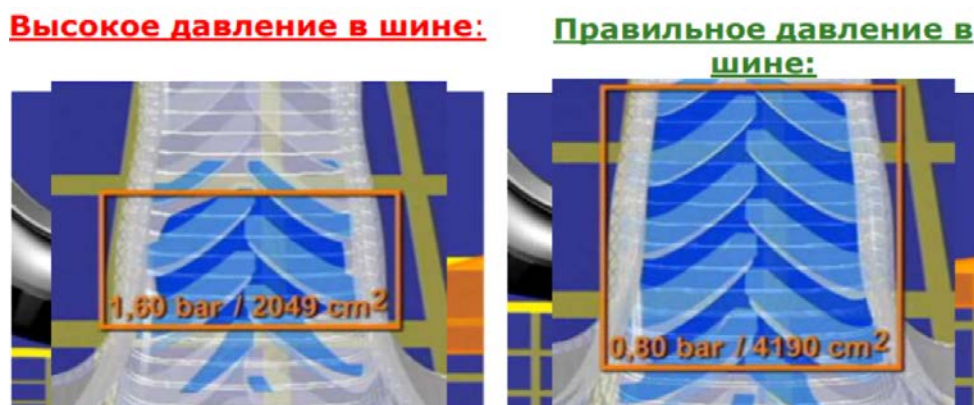 Высокое давление в шине:
Правильное давление в
шине:
1,60 bar / 2049 cm²
0,80 bar / 4190 cm²